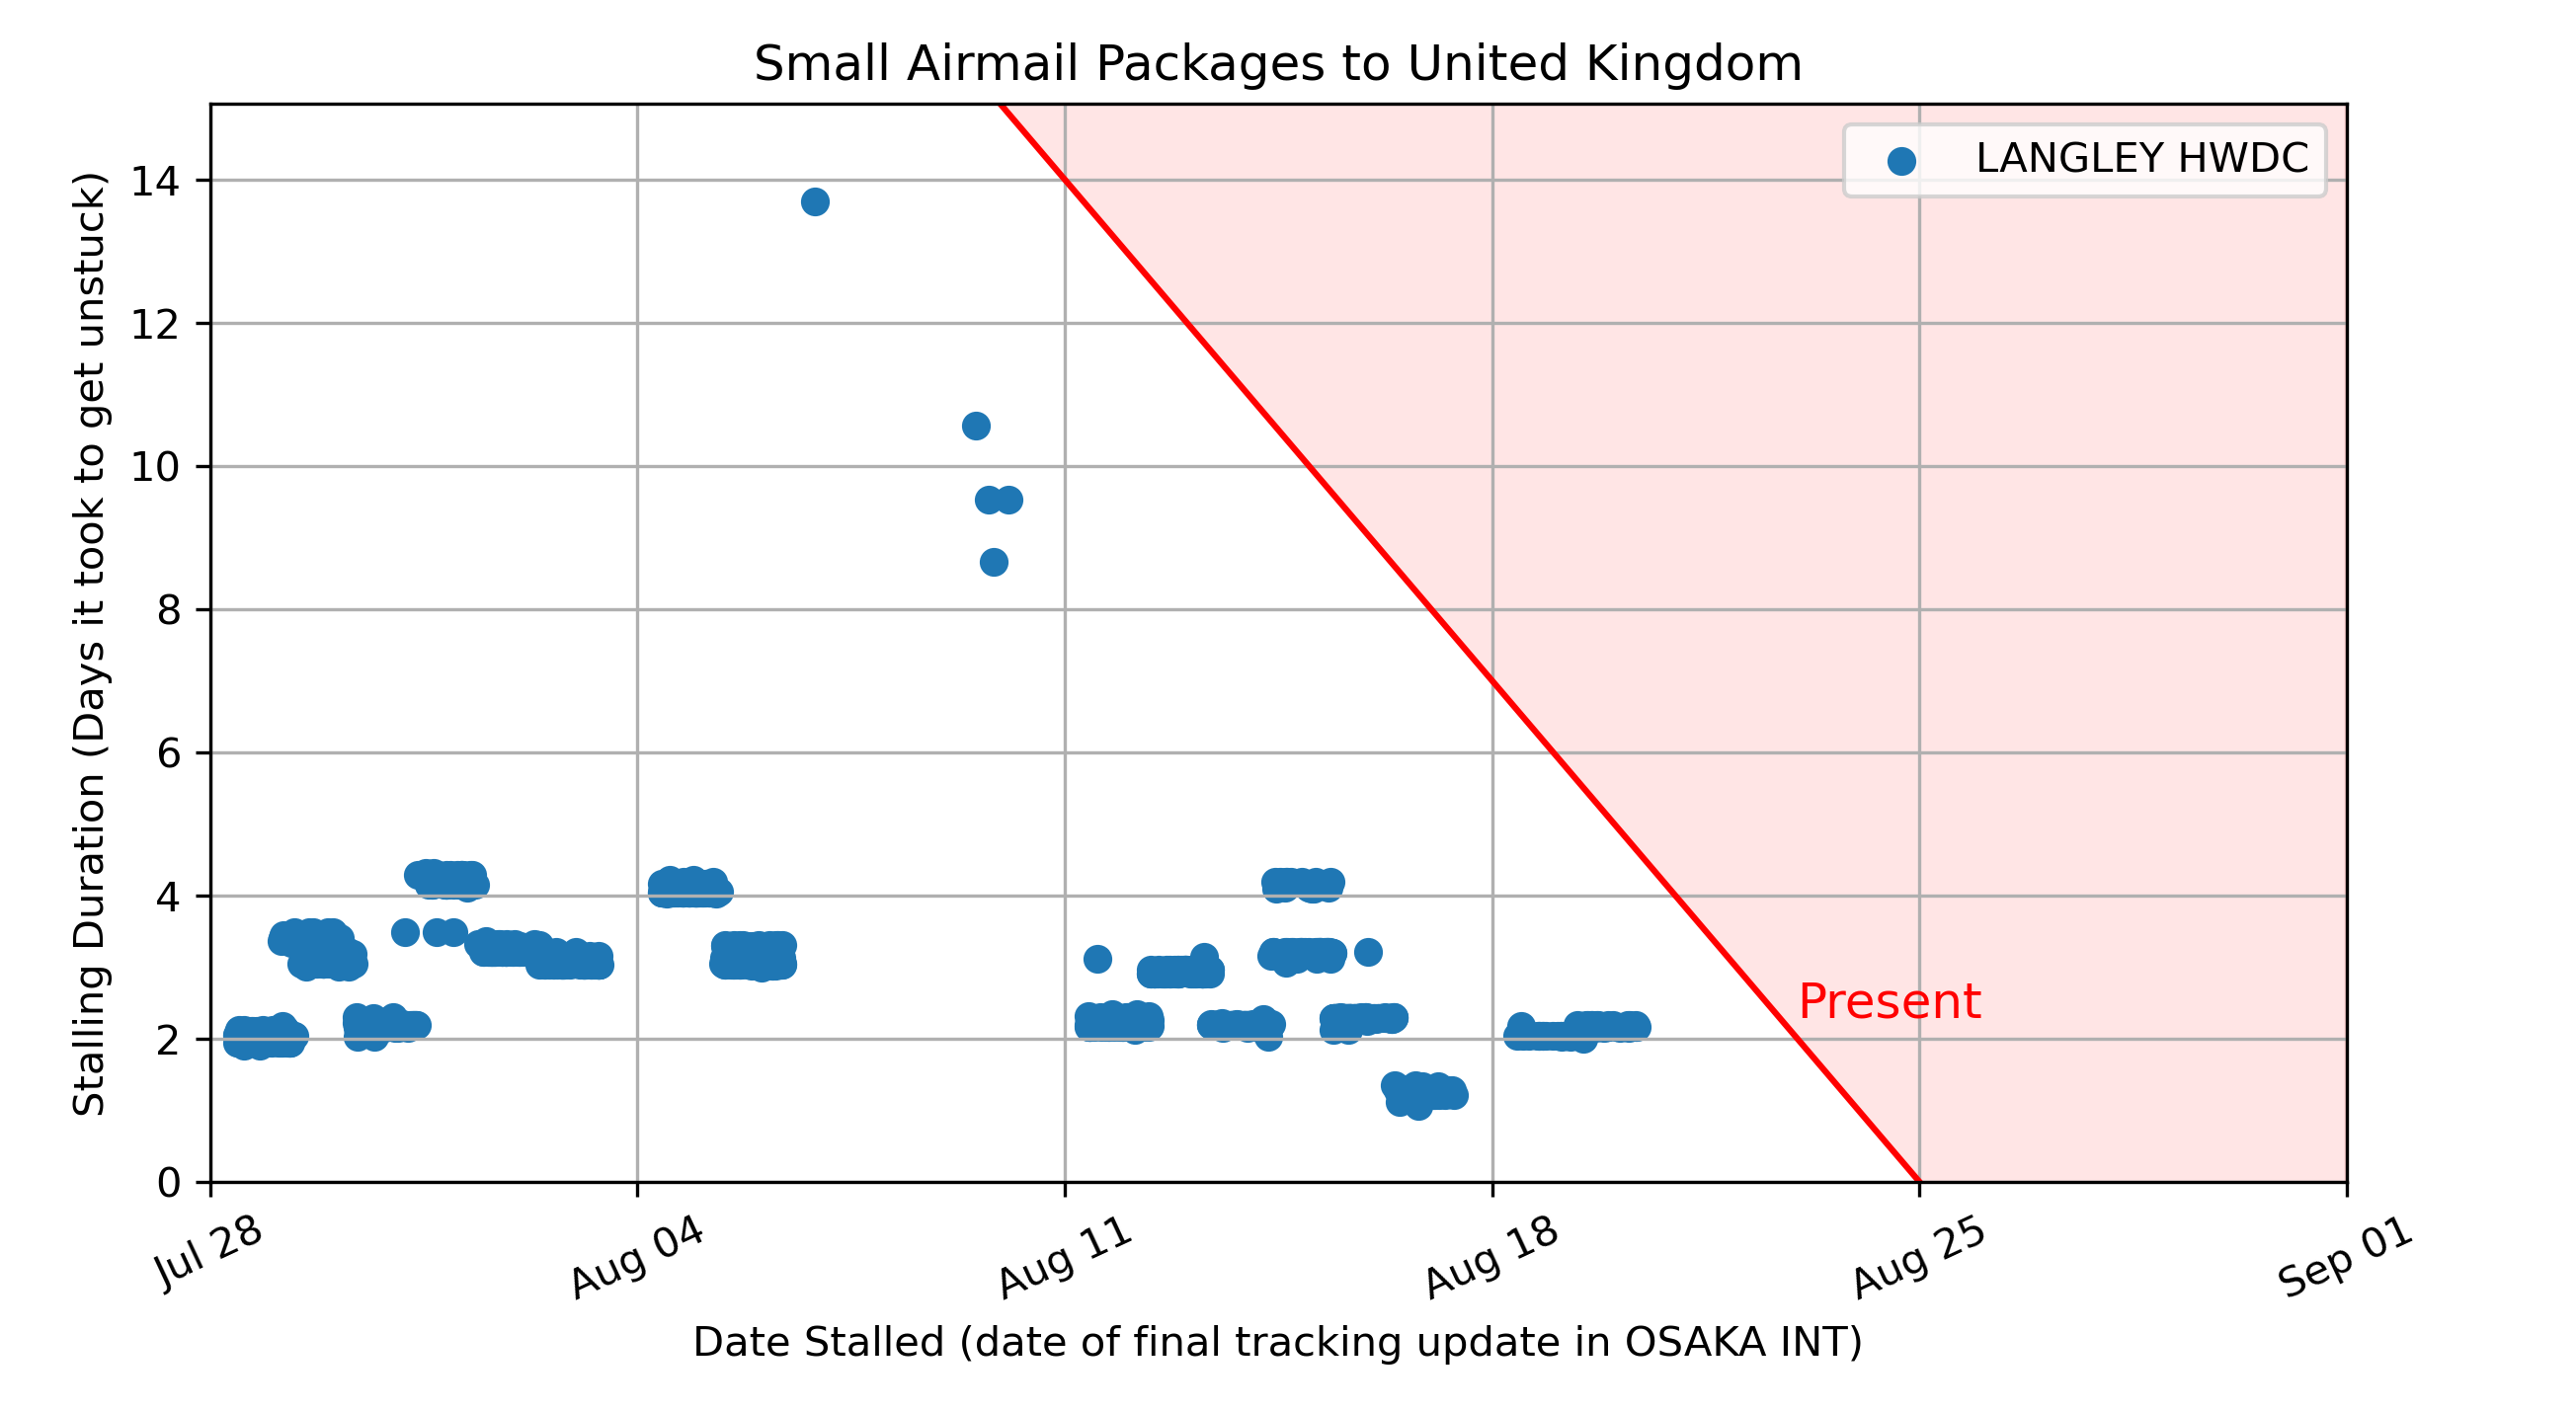 Small Airmail Packages to United Kingdom
LANGLEY HWDC
Stalling Duration (Days it took to get unstuck)
14
12
10
8
6
4
2
0
Present
Jul 28
Aug 04
Aug 11
Aug 18
Aug 25
Sep 01
Date Stalled (date of final tracking update in OSAKA INT)